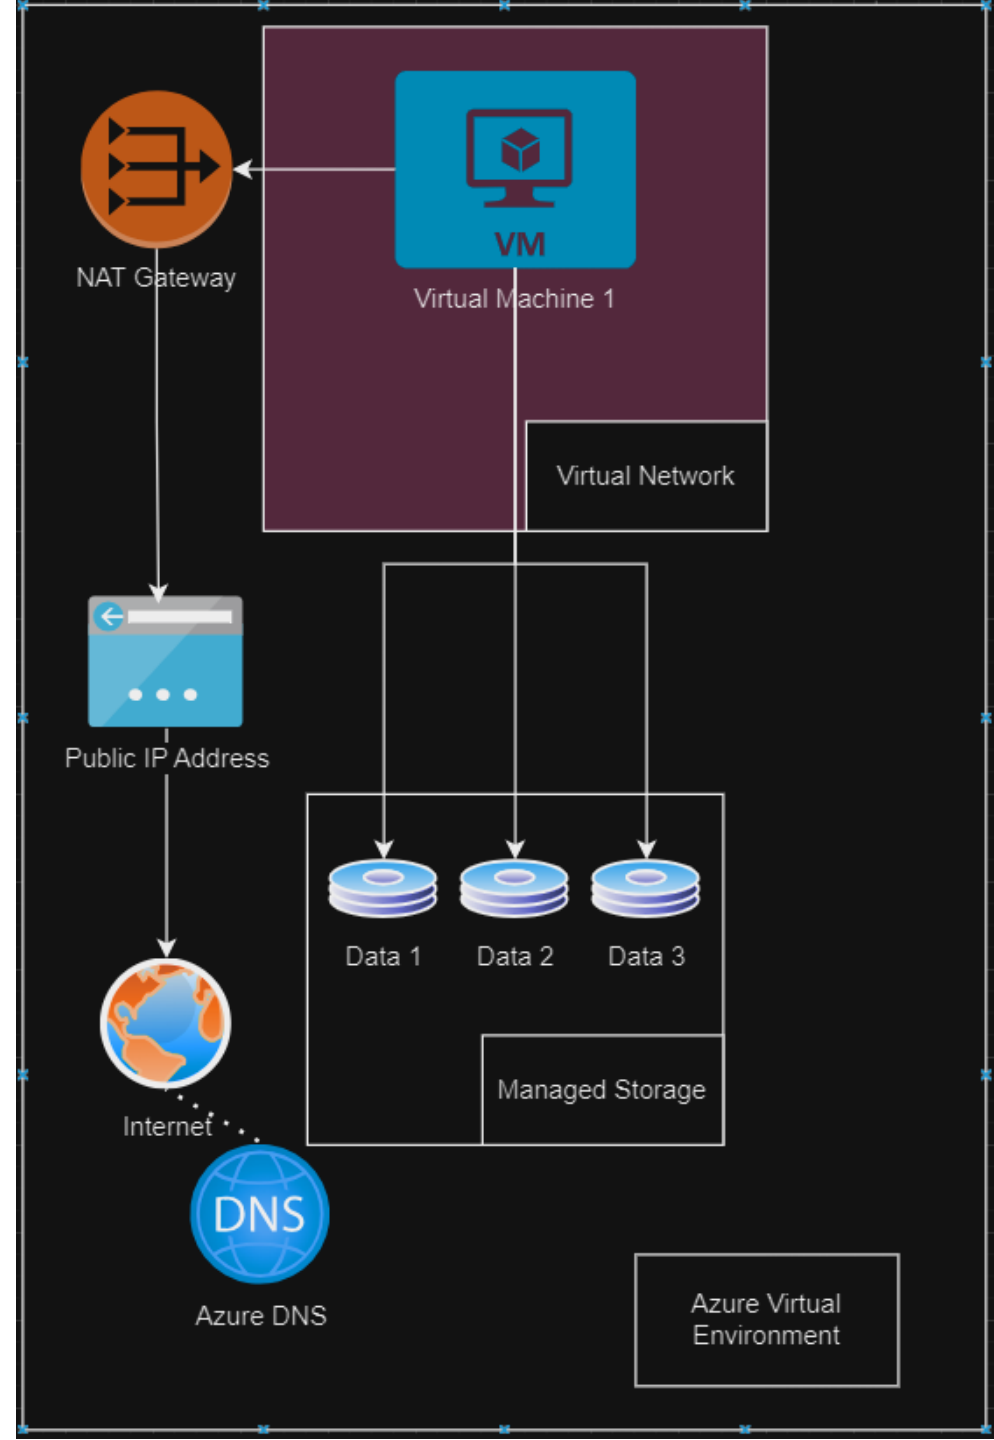 VM
Virtual Machine 1
NAT Gateway
Virtual Network
Public IP Address
Data 1
Data 2
Data 3
Managed Storage
Internet
DNS
Azure DNS
Azure Virtual
Environment